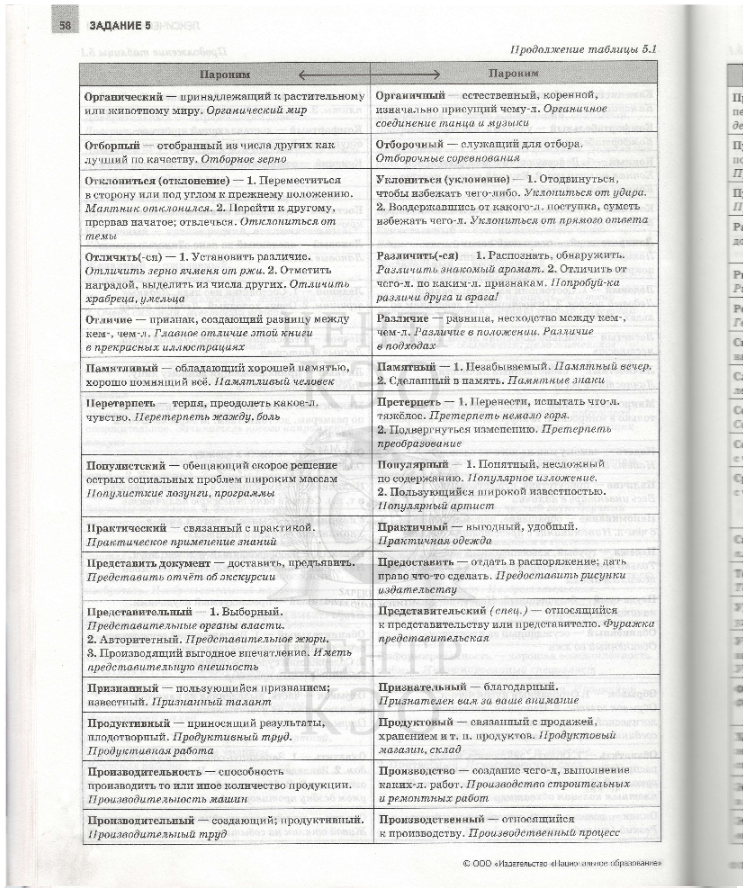 58 ЗАДАНИЕ 5
Продолжение таблицы 5.1
Пароним
Пароним
Органический — принадлежащий к растительному
или животному миру. Органический мир
Органичный — естественный, коренной,
изначально присущий чему-л. Органичное
соединение танца и музыки
Отборный — отобранный из числа других как
лучший по качеству. Отборное зерно
Отборочный — служащий для отбора.
Отборочные соревнования
Отклониться (отклонение) — 1. Переместиться
в сторону или под углом к прежнему положению.
Маятник отклонился. 2. Перейти к другому,
прервав начатое; отвлечься. Отклониться от
темы
Уклониться (уклонение) — 1. Отодвинуться,
чтобы избежать чего-либо. Уклониться от удара.
2. Воздержавшись от какого-л. поступка, суметь
избежать чего-л. Уклониться от прямого ответа
Отличить(-ся) — 1. Установить различие.
Отличить зерно ячменя от ржи. 2. Отметить
наградой, выделить из числа других. Отличить
храбреца, умельца
Различить(-ся) — 1. Распознать, обнаружить.
Различить знакомый аромат. 2. Отличить от
чего-л. по каким-л. признакам. Попробуй-ка
различи друга и врага!
Отличие — признак, создающий разницу между
кем-, чем-л. Главное отличие этой книги
в прекрасных иллюстрациях
Различие — разница, несходство между кем-,
чем-л. Различие в положении. Различие
в подходах
Памятливый — обладающий хорошей памятью,
хорошо помнящий всё. Памятливый человек
Памятный — 1. Незабываемый. Памятный вечер.
2. Сделанный в память. Памятные знаки
Перетерпеть — терпя, преодолеть какое-л.
чувство. Перетерпеть жажду, боль
Претерпеть — 1. Перенести, испытать что-л.
тяжёлое. Претерпеть немало горя.
2. Подвергнуться изменению. Претерпеть
преобразование
Популистский — обещающий скорое решение
острых социальных проблем широким массам
Популисткие лозунги, программы
Популярный — 1. Понятный, несложный
по содержанию. Популярное изложение.
2. Пользующийся широкой известностью.
Популярный артист
Практический — связанный с практикой.
Практическое применение знаний
Практичный — выгодный, удобный.
Практичная одежда
Представить документ — доставить, предъявить.
Представить отчёт об экскурсии
Предоставить — отдать в распоряжение; дать
право что-то сделать. Предоставить рисунки
издательству
Представительный — 1. Выборный.
Представительные органы власти.
2. Авторитетный. Представительное жюри.
3. Производящий выгодное впечатление. Иметь
представительную внешность
Представительский (спец.) — относящийся
к представительству или представителю. Фуражка
представительская
Признанный — пользующийся признанием;
известный. Признанный талант
Признательный — благодарный.
Признателен вам за ваше внимание
Продуктивный — приносящий результаты,
плодотворный. Продуктивный труд.
Продуктивная работа
Продуктовый — связанный с продажей,
хранением и т. п. продуктов. Продуктовый
магазин, склад
Производительность — способность
производить то или иное количество продукции.
Производительность машин
Производство — создание чего-л, выполнение
каких-л. работ. Производство строительных
и ремонтных работ
Производительный — создающий; продуктивный.
Производительный труд
Производственный — относящийся
к производству. Производственный процесс
© ООО «Издательство «Национальное образование»
ЦЕНТР
КЭО